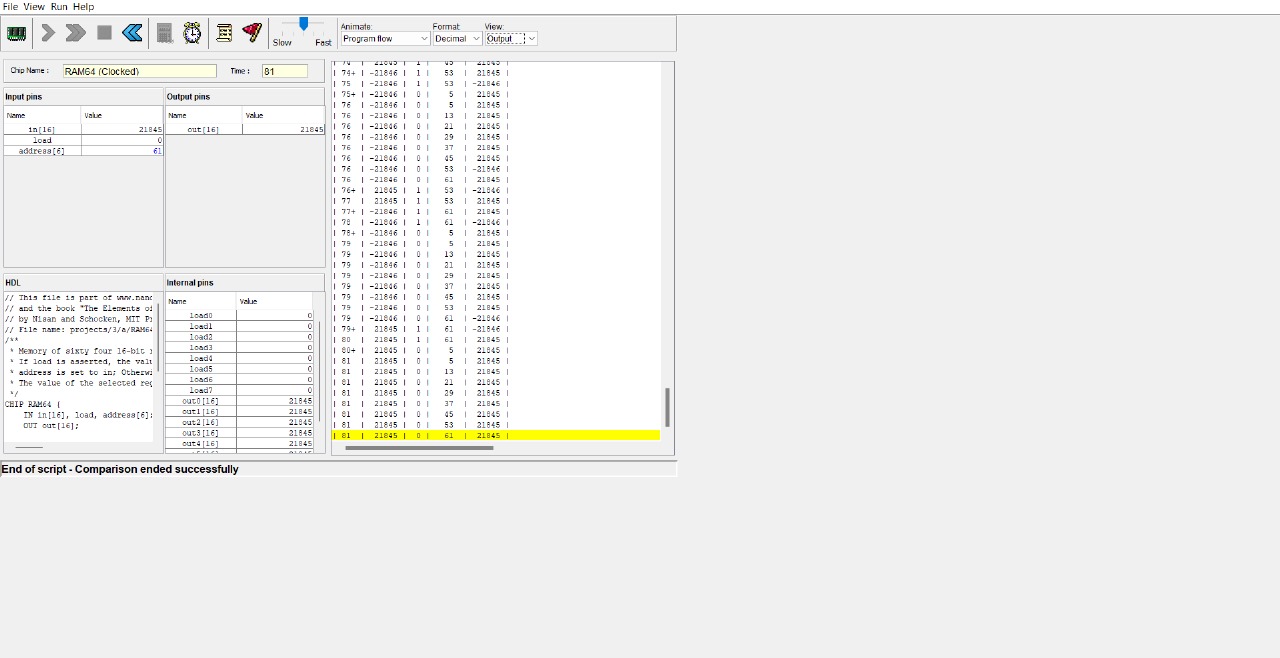 File View Run Help
Slow Fast
Animate: Format: View:
Program flow Decimal Output
Chip Name : RAM64 (Clocked) Time : 81
Input pins
Name Value
in[16] 21845
load 0
address[6] 61
Output pins
Name Value
out[16] 21845
HDL
// This file is part of www.nand
// and the book "The Elements of
// by Nisan and Schocken, MIT Pr
// File name: projects/3/a/RAM64
/**
* Memory of sixty four 16-bit
* If load is asserted, the valu
* address is set to in; Otherwi
* The value of the selected reg
*/
CHIP RAM64 {
IN in[16], load, address[6];
OUT out[16];
Internal pins
Name Value
load0 0
load1 0
load2 0
load3 0
load4 0
load5 0
load6 0
load7 0
out0[16] 21845
out1[16] 21845
out2[16] 21845
out3[16] 21845
out4[16] 21845
| 74+ | -21846 | 1 | 53 | 21845 |
| 75 | -21846 | 1 | 53 | -21846 |
| 75+ | -21846 | 0 | 5 | 21845 |
| 76 | -21846 | 0 | 5 | 21845 |
| 76 | -21846 | 0 | 13 | 21845 |
| 76 | -21846 | 0 | 21 | 21845 |
| 76 | -21846 | 0 | 29 | 21845 |
| 76 | -21846 | 0 | 37 | 21845 |
| 76 | -21846 | 0 | 45 | 21845 |
| 76 | -21846 | 0 | 53 | -21846 |
| 76 | -21846 | 0 | 61 | 21845 |
| 76+ | 21845 | 1 | 53 | -21846 |
| 77 | 21845 | 1 | 53 | 21845 |
| 77+ | -21846 | 1 | 61 | 21845 |
| 78 | -21846 | 1 | 61 | -21846 |
| 78+ | -21846 | 0 | 5 | 21845 |
| 79 | -21846 | 0 | 5 | 21845 |
| 79 | -21846 | 0 | 13 | 21845 |
| 79 | -21846 | 0 | 21 | 21845 |
| 79 | -21846 | 0 | 29 | 21845 |
| 79 | -21846 | 0 | 37 | 21845 |
| 79 | -21846 | 0 | 45 | 21845 |
| 79 | -21846 | 0 | 53 | 21845 |
| 79 | -21846 | 0 | 61 | -21846 |
| 79+ | 21845 | 1 | 61 | -21846 |
| 80 | 21845 | 1 | 61 | 21845 |
| 80+ | 21845 | 0 | 5 | 21845 |
| 81 | 21845 | 0 | 5 | 21845 |
| 81 | 21845 | 0 | 13 | 21845 |
| 81 | 21845 | 0 | 21 | 21845 |
| 81 | 21845 | 0 | 29 | 21845 |
| 81 | 21845 | 0 | 37 | 21845 |
| 81 | 21845 | 0 | 45 | 21845 |
| 81 | 21845 | 0 | 53 | 21845 |
| 81 | 21845 | 0 | 61 | 21845 |
End of script - Comparison ended successfully